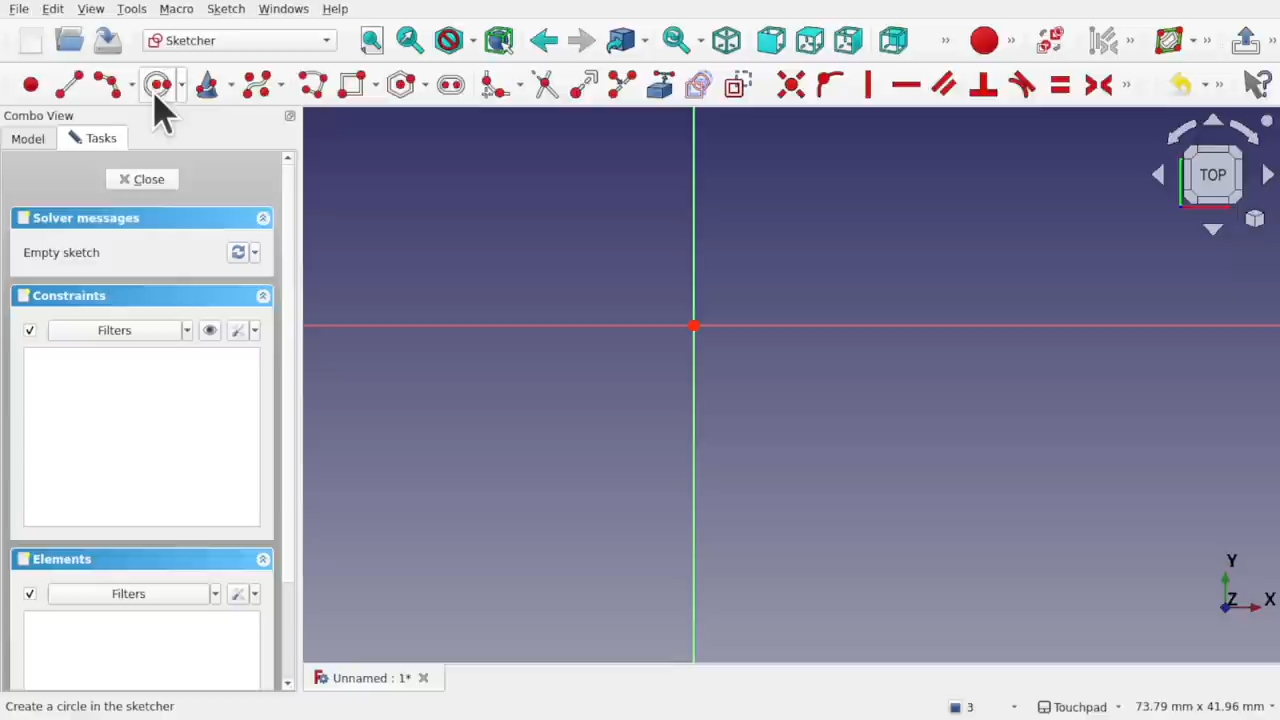 File Edit View Tools Macro Sketch Windows Help
Sketcher
Combo View
Model Tasks
Close
Solver messages
Empty sketch
Constraints
Filters
Elements
Filters
TOP
Y
Z X
Unnamed : 1*
Create a circle in the sketcher 3 Touchpad 73.79 mm x 41.96 mm